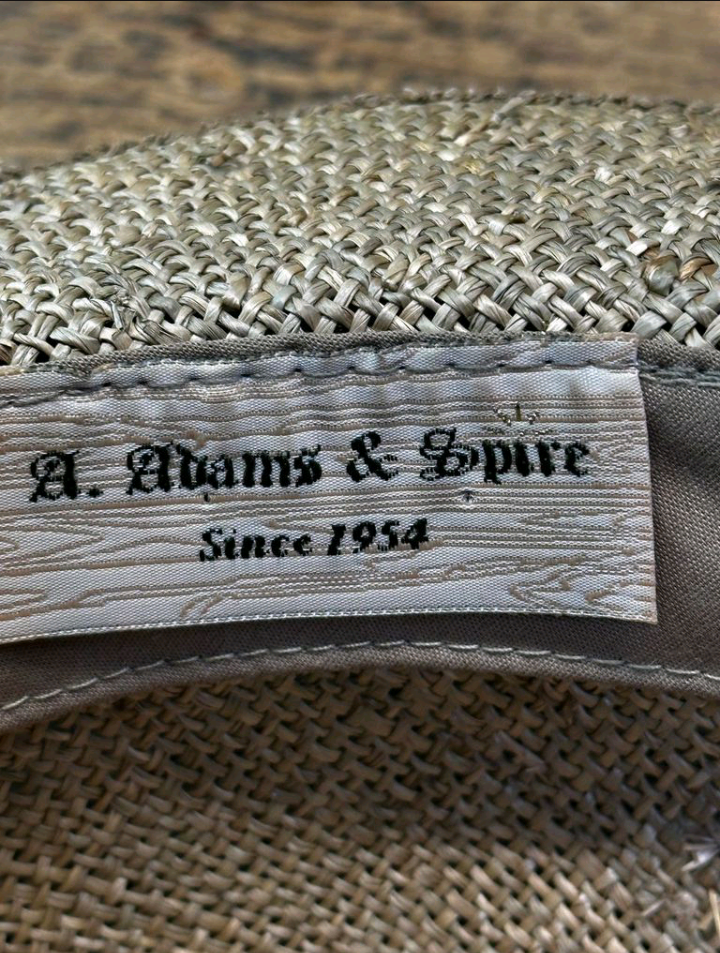 A. Adams & Spire
Since 1954